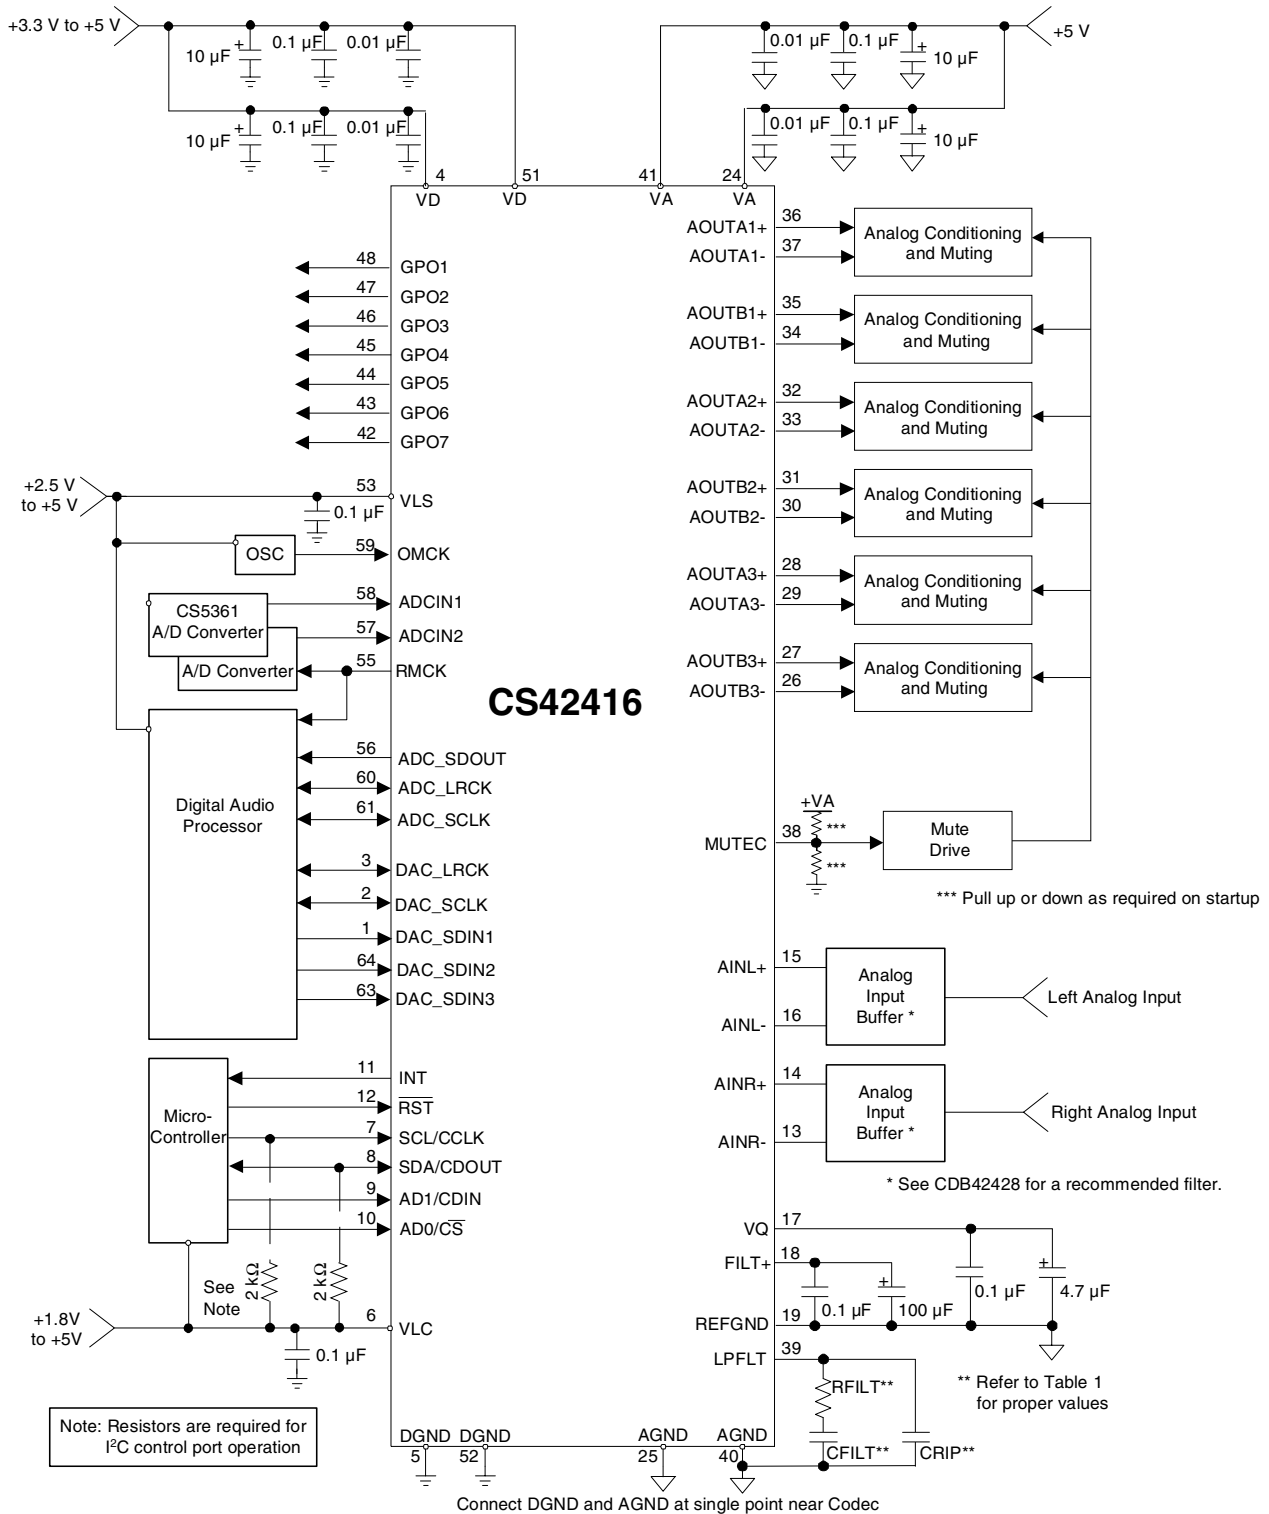 +3.3 V to +5 V
10 µF
+
0.1 µF
0.01 µF
10 µF
+
0.1 µF
0.01 µF
0.01 µF
0.1 µF
+
10 µF
+5 V
0.01 µF
0.1 µF
+
10 µF
4
51
41
24
VD
VD
VA
VA
48
GPO1
47
GPO2
46
GPO3
45
GPO4
44
GPO5
43
GPO6
42
GPO7
+2.5 V
to +5 V
53
VLS
0.1 µF
OSC
59
OMCK
CS5361
A/D Converter
A/D Converter
58
ADCIN1
57
ADCIN2
55
RMCK
CS42416
Digital Audio
Processor
56
ADC_SDOUT
60
ADC_LRCK
61
ADC_SCLK
3
DAC_LRCK
2
DAC_SCLK
1
DAC_SDIN1
64
DAC_SDIN2
63
DAC_SDIN3
Micro-
Controller
11
INT
12
RST
7
SCL/CCLK
8
SDA/CDOUT
9
AD1/CDIN
10
AD0/CS
See
Note
2 kΩ
2 kΩ
+1.8V
to +5V
6
VLC
0.1 µF
Note: Resistors are required for
I²C control port operation
AOUTA1+
36
AOUTA1-
37
Analog Conditioning
and Muting
AOUTB1+
35
AOUTB1-
34
Analog Conditioning
and Muting
AOUTA2+
32
AOUTA2-
33
Analog Conditioning
and Muting
AOUTB2+
31
AOUTB2-
30
Analog Conditioning
and Muting
AOUTA3+
28
AOUTA3-
29
Analog Conditioning
and Muting
AOUTB3+
27
AOUTB3-
26
Analog Conditioning
and Muting
MUTEC
38
+VA
***
***
Mute
Drive
*** Pull up or down as required on startup
AINL+
15
AINL-
16
Analog
Input
Buffer *
Left Analog Input
AINR+
14
AINR-
13
Analog
Input
Buffer *
Right Analog Input
* See CDB42428 for a recommended filter.
VQ
17
FILT+
18
0.1 µF
+
100 µF
0.1 µF
+
4.7 µF
REFGND
19
LPFLT
39
RFILT**
CFILT**
CRIP**
** Refer to Table 1
for proper values
DGND
DGND
AGND
AGND
5
52
25
40
Connect DGND and AGND at single point near Codec